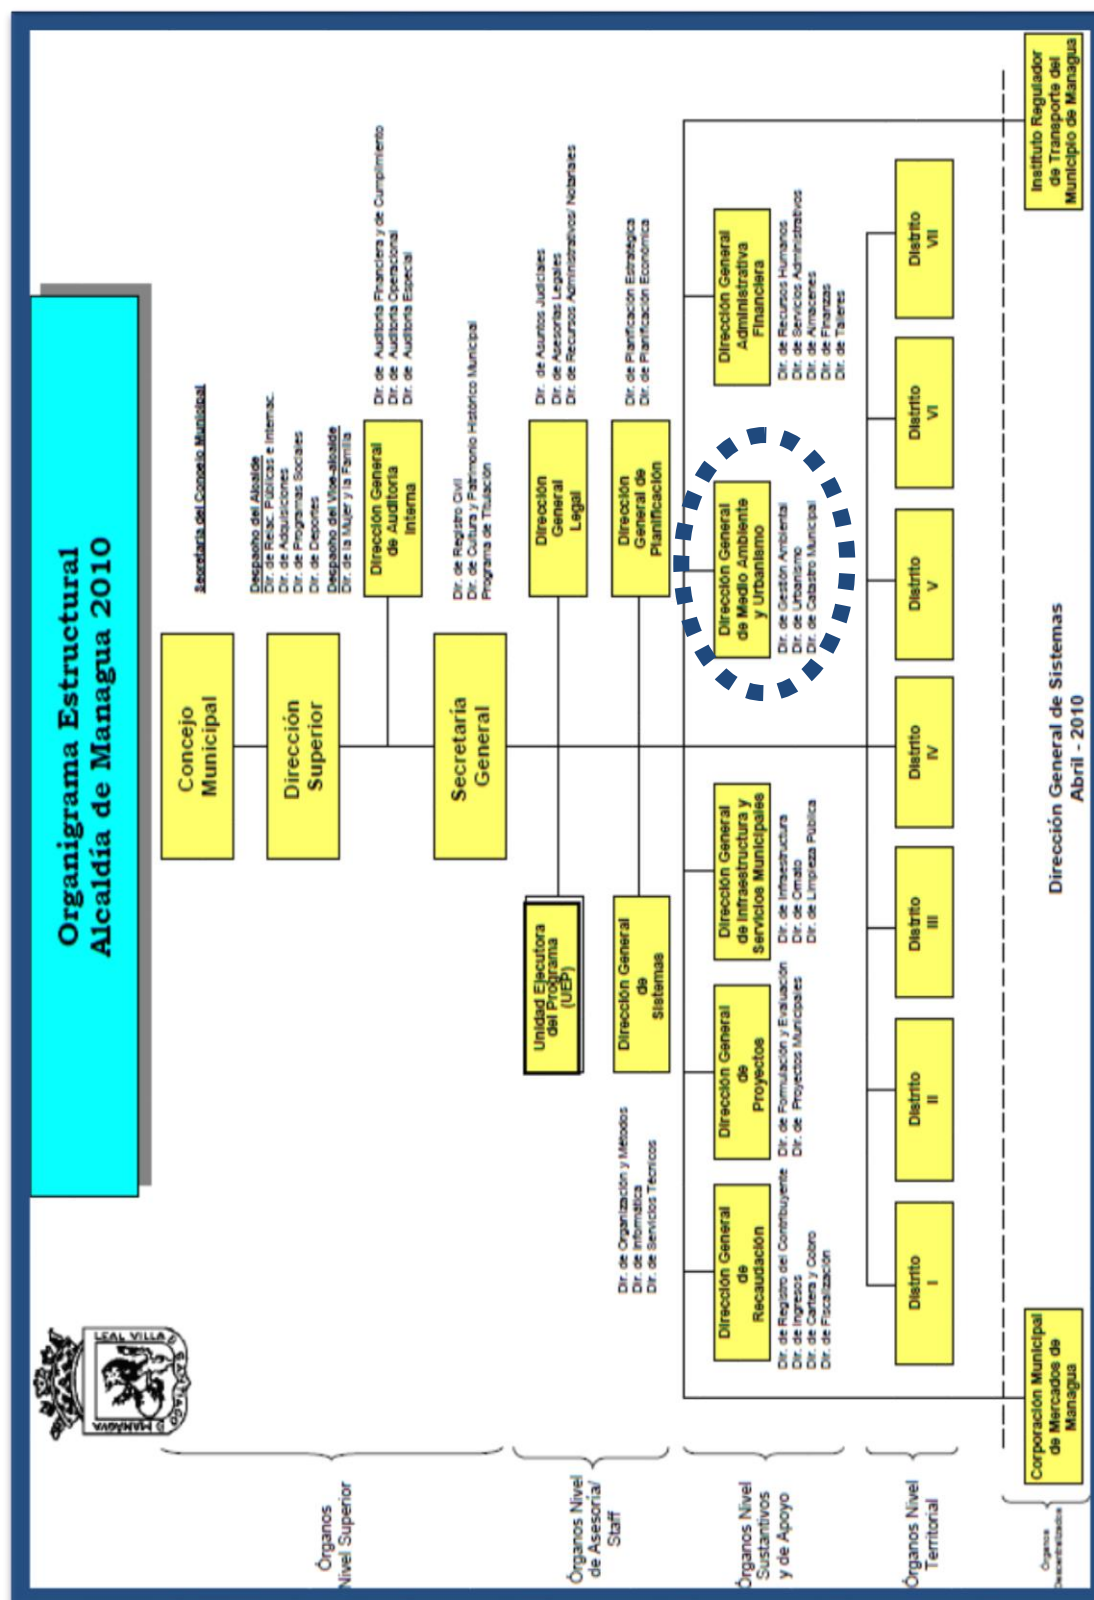 Organigrama Estructural
Alcaldía de Managua 2010
LEAL VILLA D
SANTIAGO
D MANAGVA
Órganos
Nivel Superior
Concejo
Municipal
Secretaría del Concejo Municipal
Dirección
Superior
Despacho del Alcalde
Dir. de Relac. Públicas e Internac.
Dir. de Adquisiciones
Dir. de Programas Sociales
Dir. de Deportes
Despacho del Vice-alcalde
Dir. de la Mujer y la Familia
Dirección General
de Auditoría
Interna
Dir. de Auditoría Financiera y de Cumplimiento
Dir. de Auditoría Operacional
Dir. de Auditoría Especial
Secretaría
General
Dir. de Registro Civil
Dir. de Cultura y Patrimonio Histórico Municipal
Programa de Titulación
Órganos Nivel
de Asesoría/
Staff
Unidad Ejecutora
del Programa
(UEP)
Dirección
General
Legal
Dir. de Asuntos Judiciales
Dir. de Asesorías Legales
Dir. de Recursos Administrativos/ Notariales
Dir. de Organización y Métodos
Dir. de Informática
Dir. de Servicios Técnicos
Dirección General
de
Sistemas
Dirección
General de
Planificación
Dir. de Planificación Estratégica
Dir. de Planificación Económica
Órganos Nivel
Sustantivos
y de Apoyo
Dirección General
de
Recaudación
Dir. de Registro del Contribuyente
Dir. de Ingresos
Dir. de Cartera y Cobro
Dir. de Fiscalización
Dirección General
de
Proyectos
Dir. de Formulación y Evaluación
Dir. de Proyectos Municipales
Dirección General
de Infraestructura y
Servicios Municipales
Dir. de Infraestructura
Dir. de Ornato
Dir. de Limpieza Pública
Dirección General
de Medio Ambiente
y Urbanismo
Dir. de Gestión Ambiental
Dir. de Urbanismo
Dir. de Catastro Municipal
Dirección General
Administrativa
Financiera
Dir. de Recursos Humanos
Dir. de Servicios Administrativos
Dir. de Almacenes
Dir. de Finanzas
Dir. de Talleres
Órganos Nivel
Territorial
Distrito
I
Distrito
II
Distrito
III
Distrito
IV
Distrito
V
Distrito
VI
Distrito
VII
Órganos
Descentralizados
Corporación Municipal
de Mercados de
Managua
Instituto Regulador
de Transporte del
Municipio de Managua
Dirección General de Sistemas
Abril - 2010